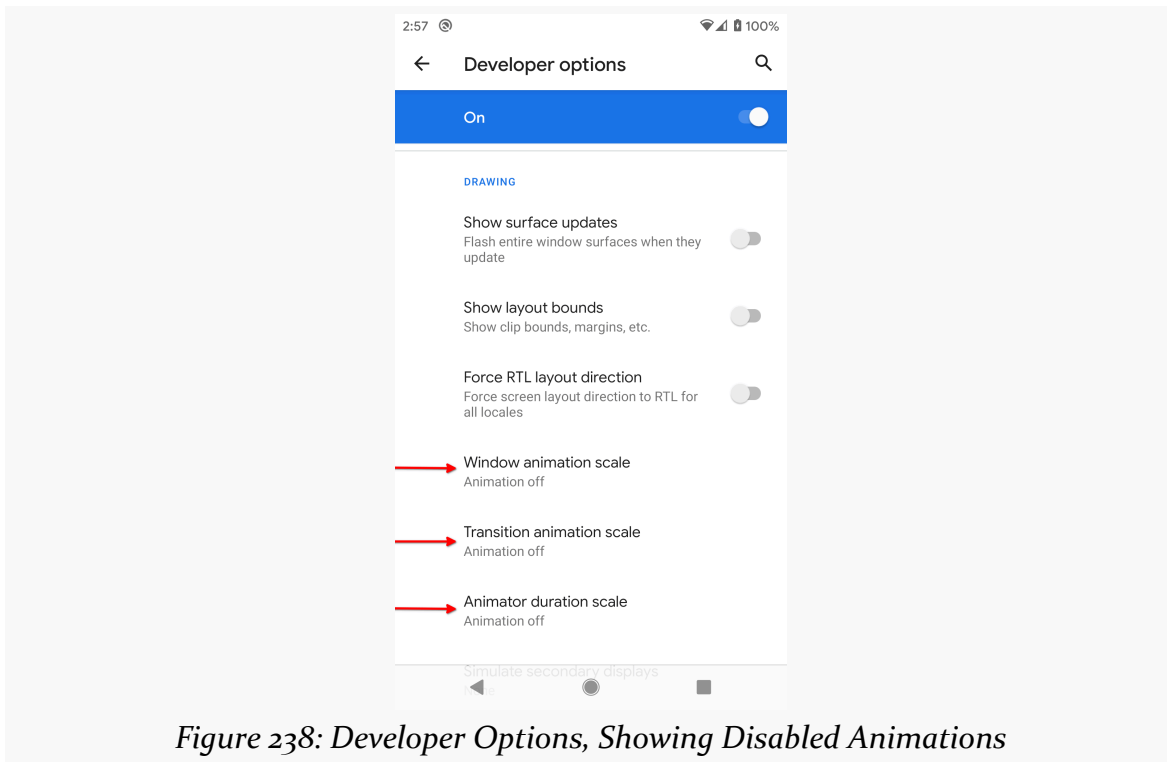 2:57 100%
Developer options
On
DRAWING
Show surface updates
Flash entire window surfaces when they
update
Show layout bounds
Show clip bounds, margins, etc.
Force RTL layout direction
Force screen layout direction to RTL for
all locales
Window animation scale
Animation off
Transition animation scale
Animation off
Animator duration scale
Animation off
Simulate secondary displays
Figure 238: Developer Options, Showing Disabled Animations